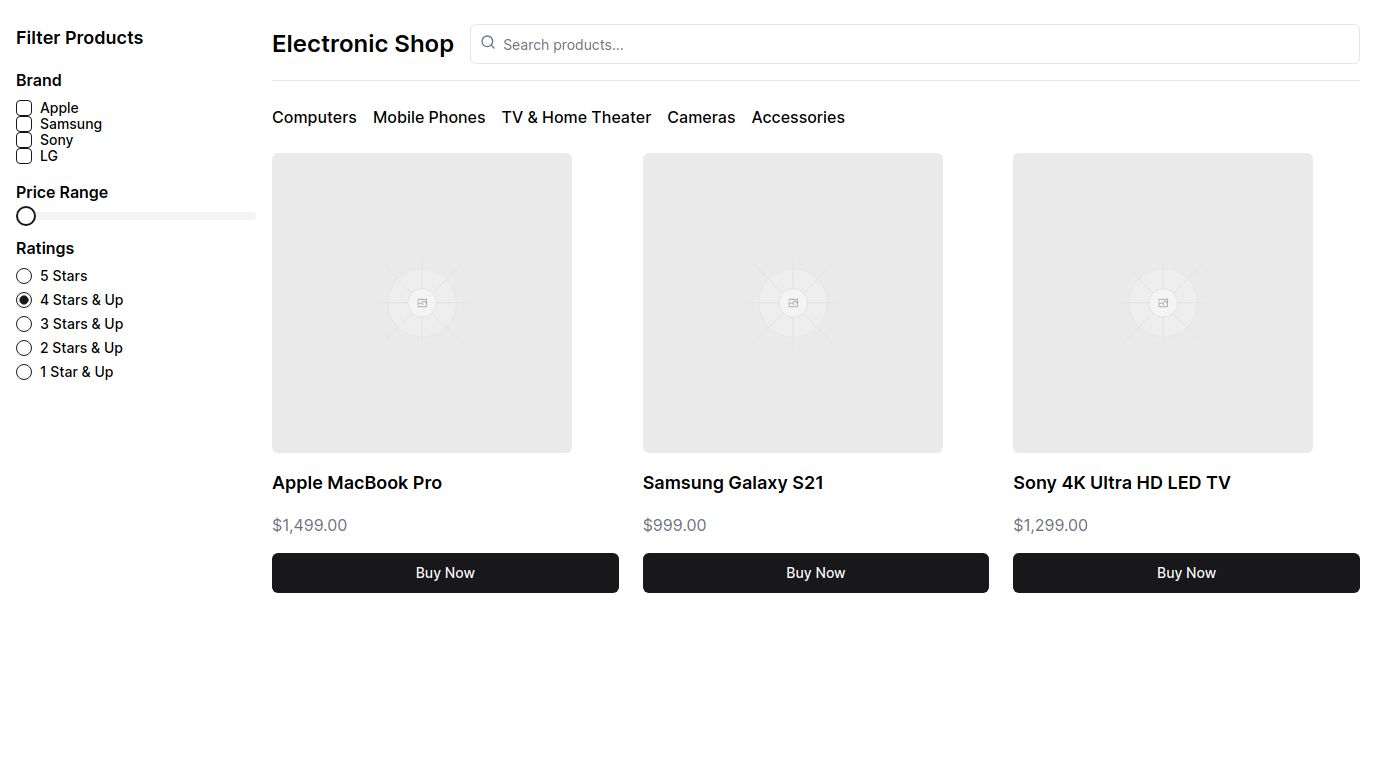 Filter Products
Brand
Apple
Samsung
Sony
LG
Price Range
Ratings
5 Stars
4 Stars & Up
3 Stars & Up
2 Stars & Up
1 Star & Up
Electronic Shop
Search products...
Computers Mobile Phones TV & Home Theater Cameras Accessories
Apple MacBook Pro
$1,499.00
Buy Now
Samsung Galaxy S21
$999.00
Buy Now
Sony 4K Ultra HD LED TV
$1,299.00
Buy Now